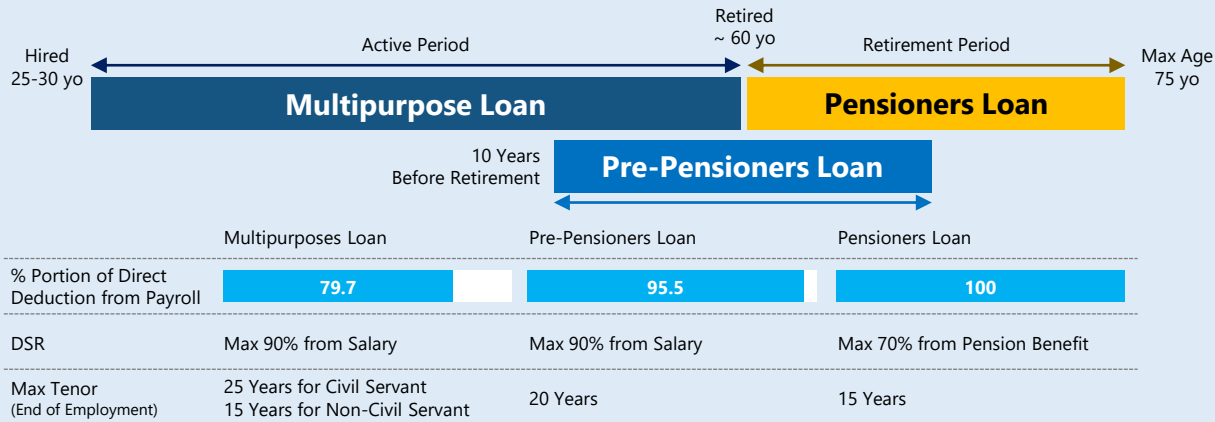 Hired
25-30 yo
Active Period
Retired
~ 60 yo
Retirement Period
Max Age
75 yo
Multipurpose Loan
Pensioners Loan
10 Years
Before Retirement
Pre-Pensioners Loan
Multipurposes Loan
Pre-Pensioners Loan
Pensioners Loan
% Portion of Direct
Deduction from Payroll
79.7
95.5
100
DSR
Max 90% from Salary
Max 90% from Salary
Max 70% from Pension Benefit
Max Tenor
(End of Employment)
25 Years for Civil Servant
15 Years for Non-Civil Servant
20 Years
15 Years